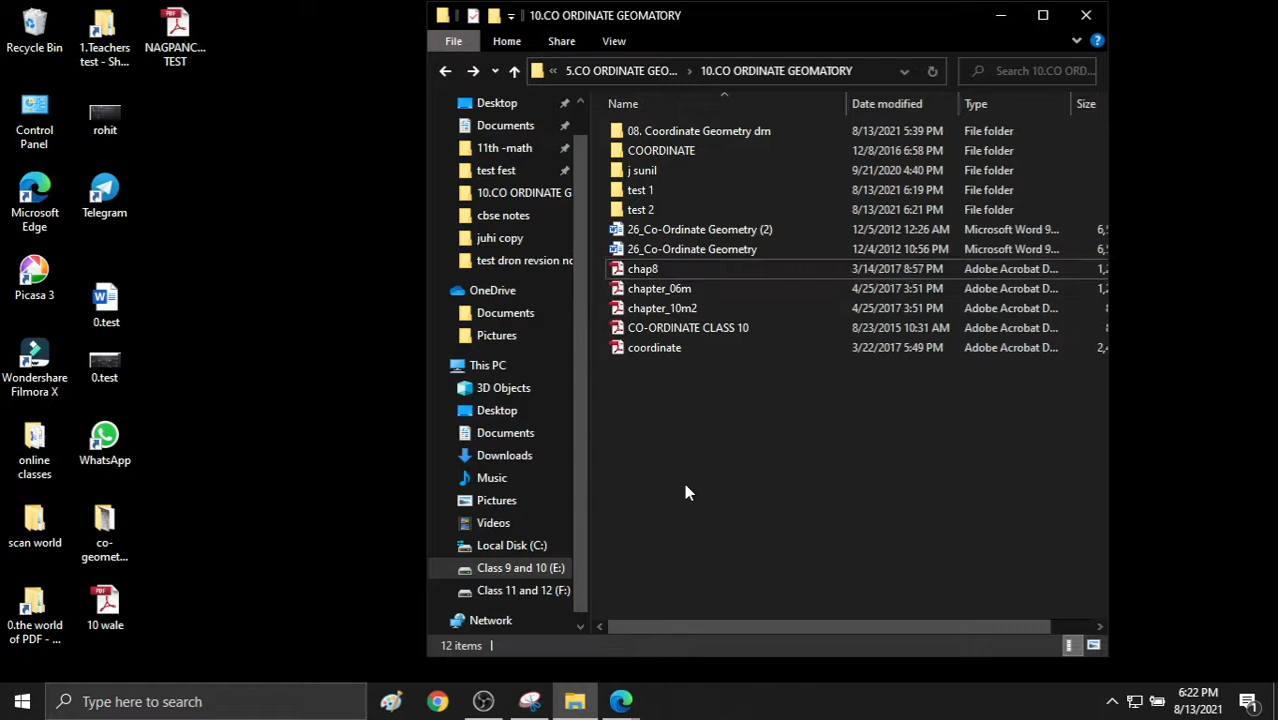 Recycle Bin
1.Teachers test - Sh...
NAGPANC... TEST
Control Panel
rohit
Microsoft Edge
Telegram
Picasa 3
0.test
Wondershare Filmora X
0.test
online classes
WhatsApp
scan world
co-geomet...
0.the world of PDF - ...
10 wale
10.CO ORDINATE GEOMATORY
File
Home
Share
View
« 5.CO ORDINATE GEO... › 10.CO ORDINATE GEOMATORY
Search 10.CO ORD...
Desktop
Documents
11th -math
test fest
10.CO ORDINATE G
cbse notes
juhi copy
test dron revsion no
OneDrive
Documents
Pictures
This PC
3D Objects
Desktop
Documents
Downloads
Music
Pictures
Videos
Local Disk (C:)
Class 9 and 10 (E:)
Class 11 and 12 (F:)
Network
Name Date modified Type Size
08. Coordinate Geometry drn 8/13/2021 5:39 PM File folder
COORDINATE 12/8/2016 6:58 PM File folder
j sunil 9/21/2020 4:40 PM File folder
test 1 8/13/2021 6:19 PM File folder
test 2 8/13/2021 6:21 PM File folder
26_Co-Ordinate Geometry (2) 12/5/2012 12:26 AM Microsoft Word 9... 6,
26_Co-Ordinate Geometry 12/4/2012 10:56 PM Microsoft Word 9... 6,
chap8 3/14/2017 8:57 PM Adobe Acrobat D... 1,
chapter_06m 4/25/2017 3:51 PM Adobe Acrobat D... 1,
chapter_10m2 4/25/2017 3:51 PM Adobe Acrobat D...
CO-ORDINATE CLASS 10 8/23/2015 10:31 AM Adobe Acrobat D...
coordinate 3/22/2017 5:49 PM Adobe Acrobat D... 2,
12 items
Type here to search
6:22 PM
8/13/2021
1